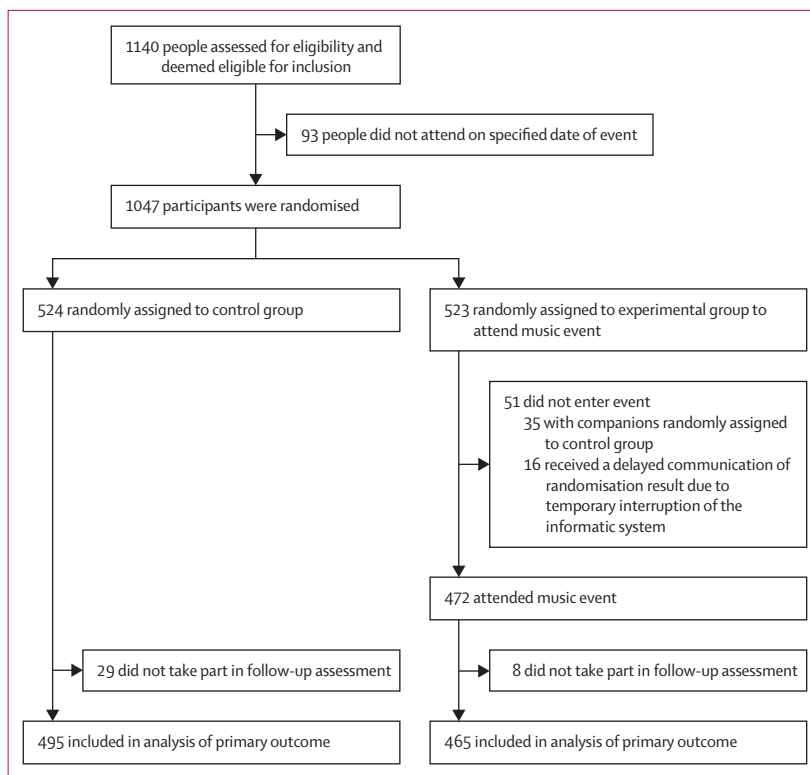 1140 people assessed for eligibility and
deemed eligible for inclusion
93 people did not attend on specified date of event
1047 participants were randomised
524 randomly assigned to control group
523 randomly assigned to experimental group to
attend music event
51 did not enter event
35 with companions randomly assigned
to control group
16 received a delayed communication of
randomisation result due to
temporary interruption of the
informatic system
472 attended music event
29 did not take part in follow-up assessment
8 did not take part in follow-up assessment
495 included in analysis of primary outcome
465 included in analysis of primary outcome